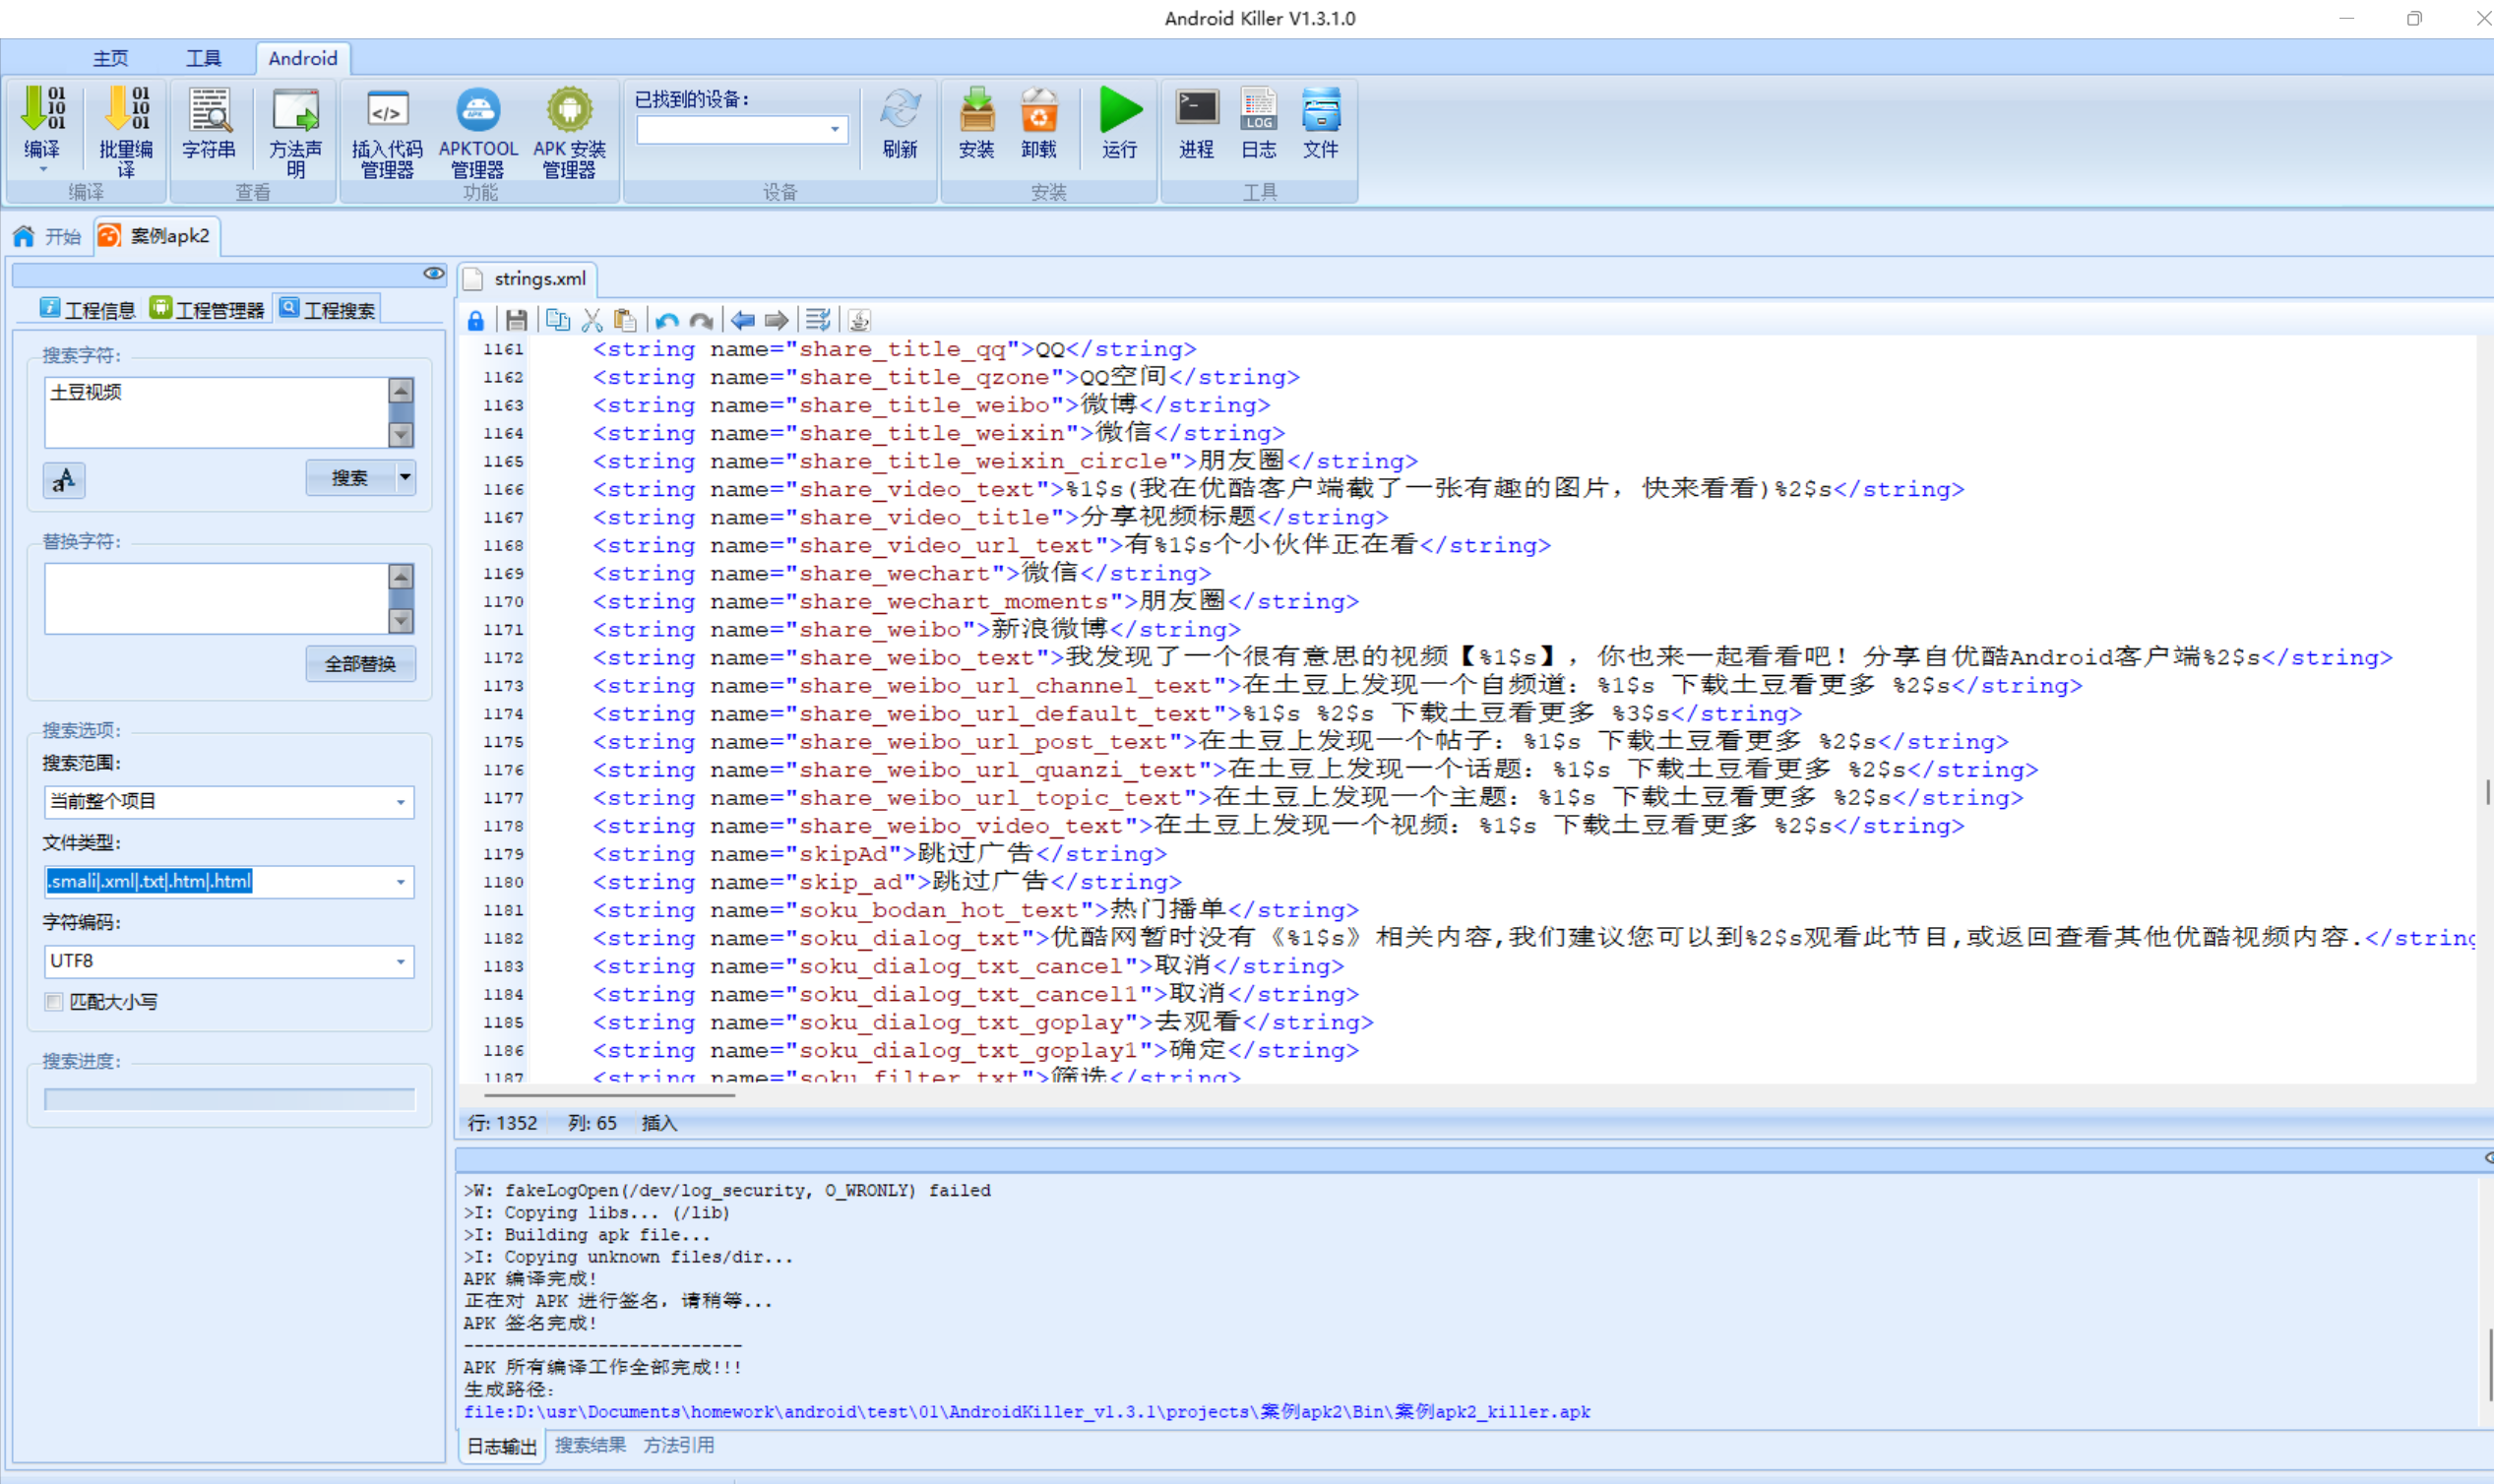 Android Killer V1.3.1.0
主页 工具 Android
已找到的设备:
编译 批量编译 字符串 方法声明 插入代码管理器 APKTOOL管理器 APK 安装管理器 刷新 安装 卸载 运行 进程 日志 文件
编译 查看 功能 设备 安装 工具
开始 案例apk2
工程信息 工程管理器 工程搜索
搜索字符:
土豆视频
搜索
替换字符:
全部替换
搜索选项:
搜索范围:
当前整个项目
文件类型:
.smali|.xml|.txt|.htm|.html
字符编码:
UTF8
匹配大小写
搜索进度:
strings.xml
1161 <string name="share_title_qq">QQ</string>
1162 <string name="share_title_qzone">QQ空间</string>
1163 <string name="share_title_weibo">微博</string>
1164 <string name="share_title_weixin">微信</string>
1165 <string name="share_title_weixin_circle">朋友圈</string>
1166 <string name="share_video_text">%1$s(我在优酷客户端截了一张有趣的图片，快来看看)%2$s</string>
1167 <string name="share_video_title">分享视频标题</string>
1168 <string name="share_video_url_text">有%1$s个小伙伴正在看</string>
1169 <string name="share_wechart">微信</string>
1170 <string name="share_wechart_moments">朋友圈</string>
1171 <string name="share_weibo">新浪微博</string>
1172 <string name="share_weibo_text">我发现了一个很有意思的视频【%1$s】，你也来一起看看吧！分享自优酷Android客户端%2$s</string>
1173 <string name="share_weibo_url_channel_text">在土豆上发现一个自频道：%1$s 下载土豆看更多 %2$s</string>
1174 <string name="share_weibo_url_default_text">%1$s %2$s 下载土豆看更多 %3$s</string>
1175 <string name="share_weibo_url_post_text">在土豆上发现一个帖子：%1$s 下载土豆看更多 %2$s</string>
1176 <string name="share_weibo_url_quanzi_text">在土豆上发现一个话题：%1$s 下载土豆看更多 %2$s</string>
1177 <string name="share_weibo_url_topic_text">在土豆上发现一个主题：%1$s 下载土豆看更多 %2$s</string>
1178 <string name="share_weibo_video_text">在土豆上发现一个视频：%1$s 下载土豆看更多 %2$s</string>
1179 <string name="skipAd">跳过广告</string>
1180 <string name="skip_ad">跳过广告</string>
1181 <string name="soku_bodan_hot_text">热门播单</string>
1182 <string name="soku_dialog_txt">优酷网暂时没有《%1$s》相关内容,我们建议您可以到%2$s观看此节目,或返回查看其他优酷视频内容.</string
1183 <string name="soku_dialog_txt_cancel">取消</string>
1184 <string name="soku_dialog_txt_cancel1">取消</string>
1185 <string name="soku_dialog_txt_goplay">去观看</string>
1186 <string name="soku_dialog_txt_goplay1">确定</string>
1187 <string name="soku_filter_txt">筛选</string>
行: 1352 列: 65 插入
>W: fakeLogOpen(/dev/log_security, O_WRONLY) failed
>I: Copying libs... (/lib)
>I: Building apk file...
>I: Copying unknown files/dir...
APK 编译完成!
正在对 APK 进行签名，请稍等...
APK 签名完成!
---------------------------
APK 所有编译工作全部完成!!!
生成路径:
file:D:\usr\Documents\homework\android\test\01\AndroidKiller_v1.3.1\projects\案例apk2\Bin\案例apk2_killer.apk
日志输出 搜索结果 方法引用